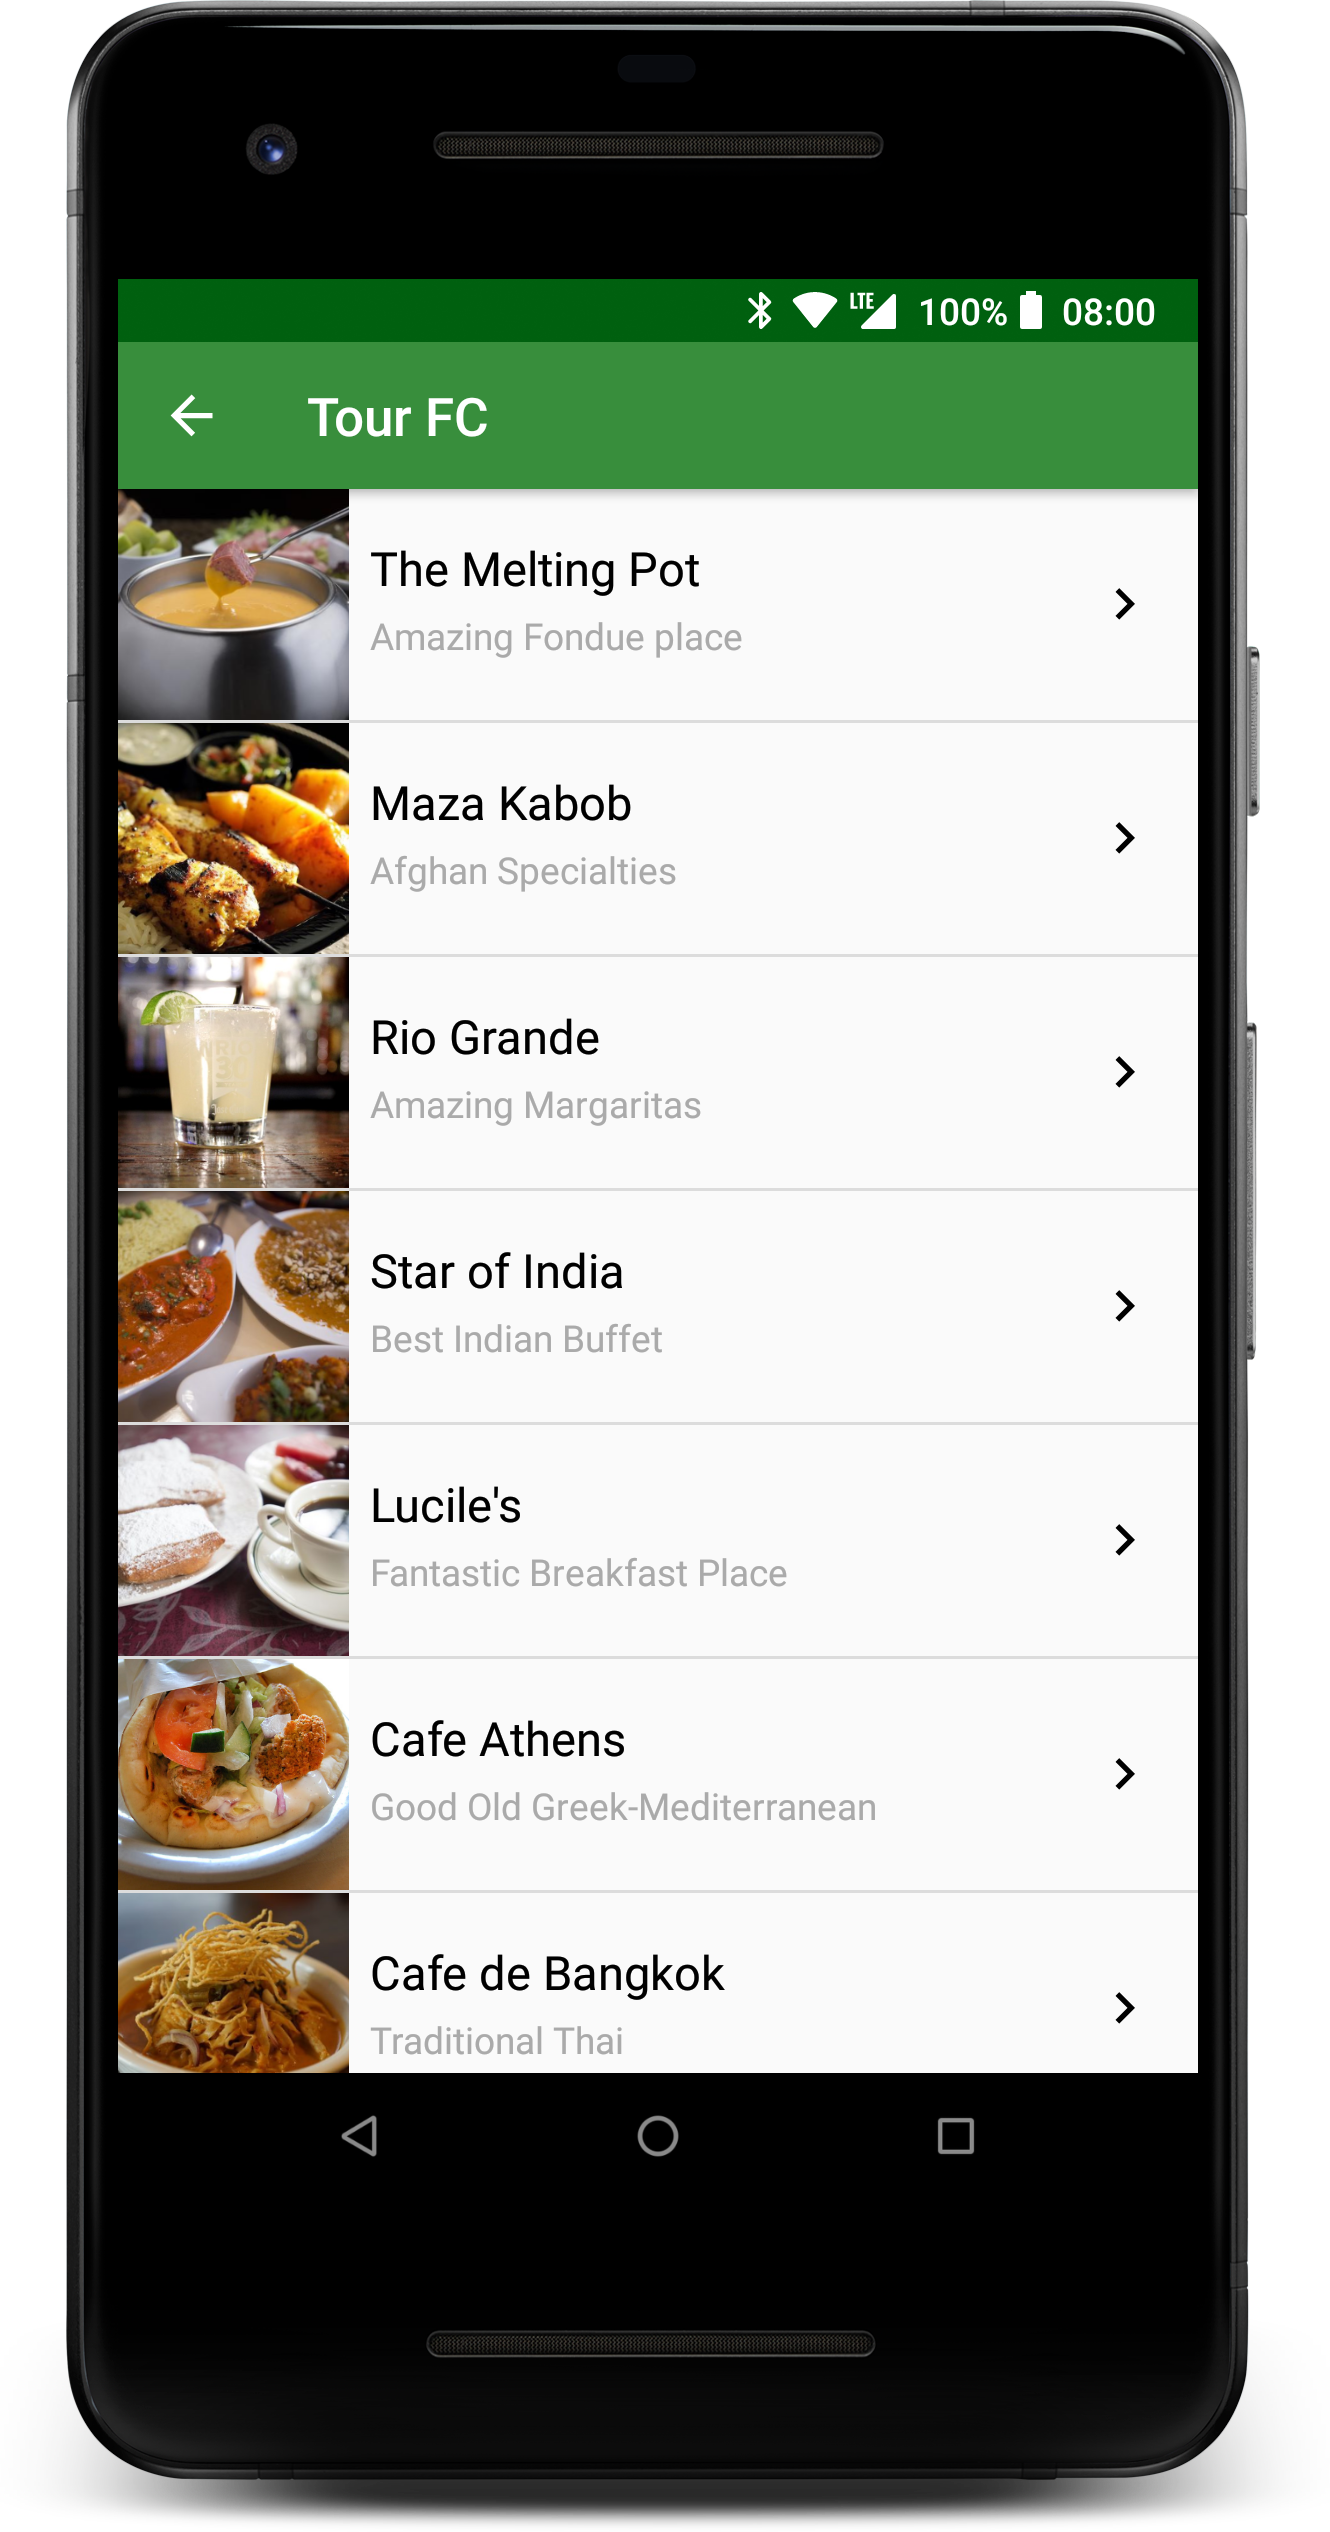 LTE 100% 08:00
Tour FC
The Melting Pot
Amazing Fondue place
Maza Kabob
Afghan Specialties
Rio Grande
Amazing Margaritas
Star of India
Best Indian Buffet
Lucile's
Fantastic Breakfast Place
Cafe Athens
Good Old Greek-Mediterranean
Cafe de Bangkok
Traditional Thai